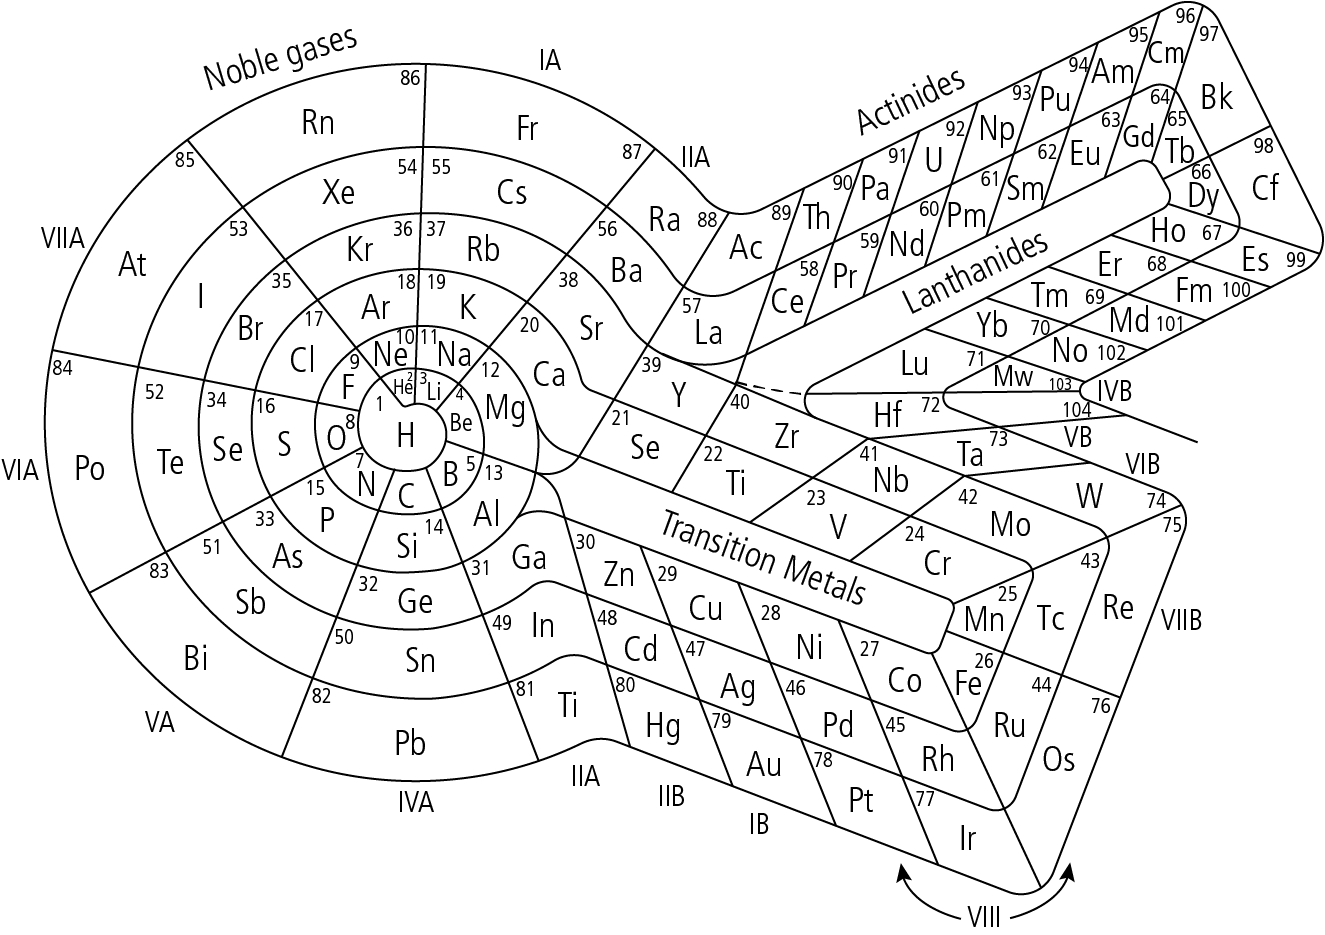 Noble gases
IA
IIA
Actinides
Lanthanides
IVB
VB
VIB
VIIB
Transition Metals
VIII
IB
IIB
IIA
IVA
VA
VIA
VIIA
1 H
2 He
3 Li
4 Be
5 B
C
7 N
8 O
9 F
10 Ne
11 Na
12 Mg
13 Al
14 Si
15 P
16 S
17 Cl
18 Ar
19 K
20 Ca
21 Se
22 Ti
23 V
24 Cr
25 Mn
26 Fe
27 Co
28 Ni
29 Cu
30 Zn
31 Ga
32 Ge
33 As
34 Se
35 Br
36 Kr
37 Rb
38 Sr
39 Y
40 Zr
41 Nb
42 Mo
43 Tc
44 Ru
45 Rh
46 Pd
47 Ag
48 Cd
49 In
50 Sn
51 Sb
52 Te
53 I
54 Xe
55 Cs
56 Ba
57 La
58 Ce
59 Pr
60 Nd
61 Pm
62 Sm
63 Eu
64 Gd
65 Tb
66 Dy
67 Ho
68 Er
69 Tm
70 Yb
71 Lu
72 Hf
73 Ta
74 W
75 Re
76 Os
77 Ir
78 Pt
79 Au
80 Hg
81 Ti
82 Pb
83 Bi
84 Po
85 At
86 Rn
87 Fr
88 Ra
89 Ac
90 Th
91 Pa
92 U
93 Np
94 Pu
95 Am
96 Cm
97 Bk
98 Cf
99 Es
100 Fm
101 Md
102 No
103 Mw
104